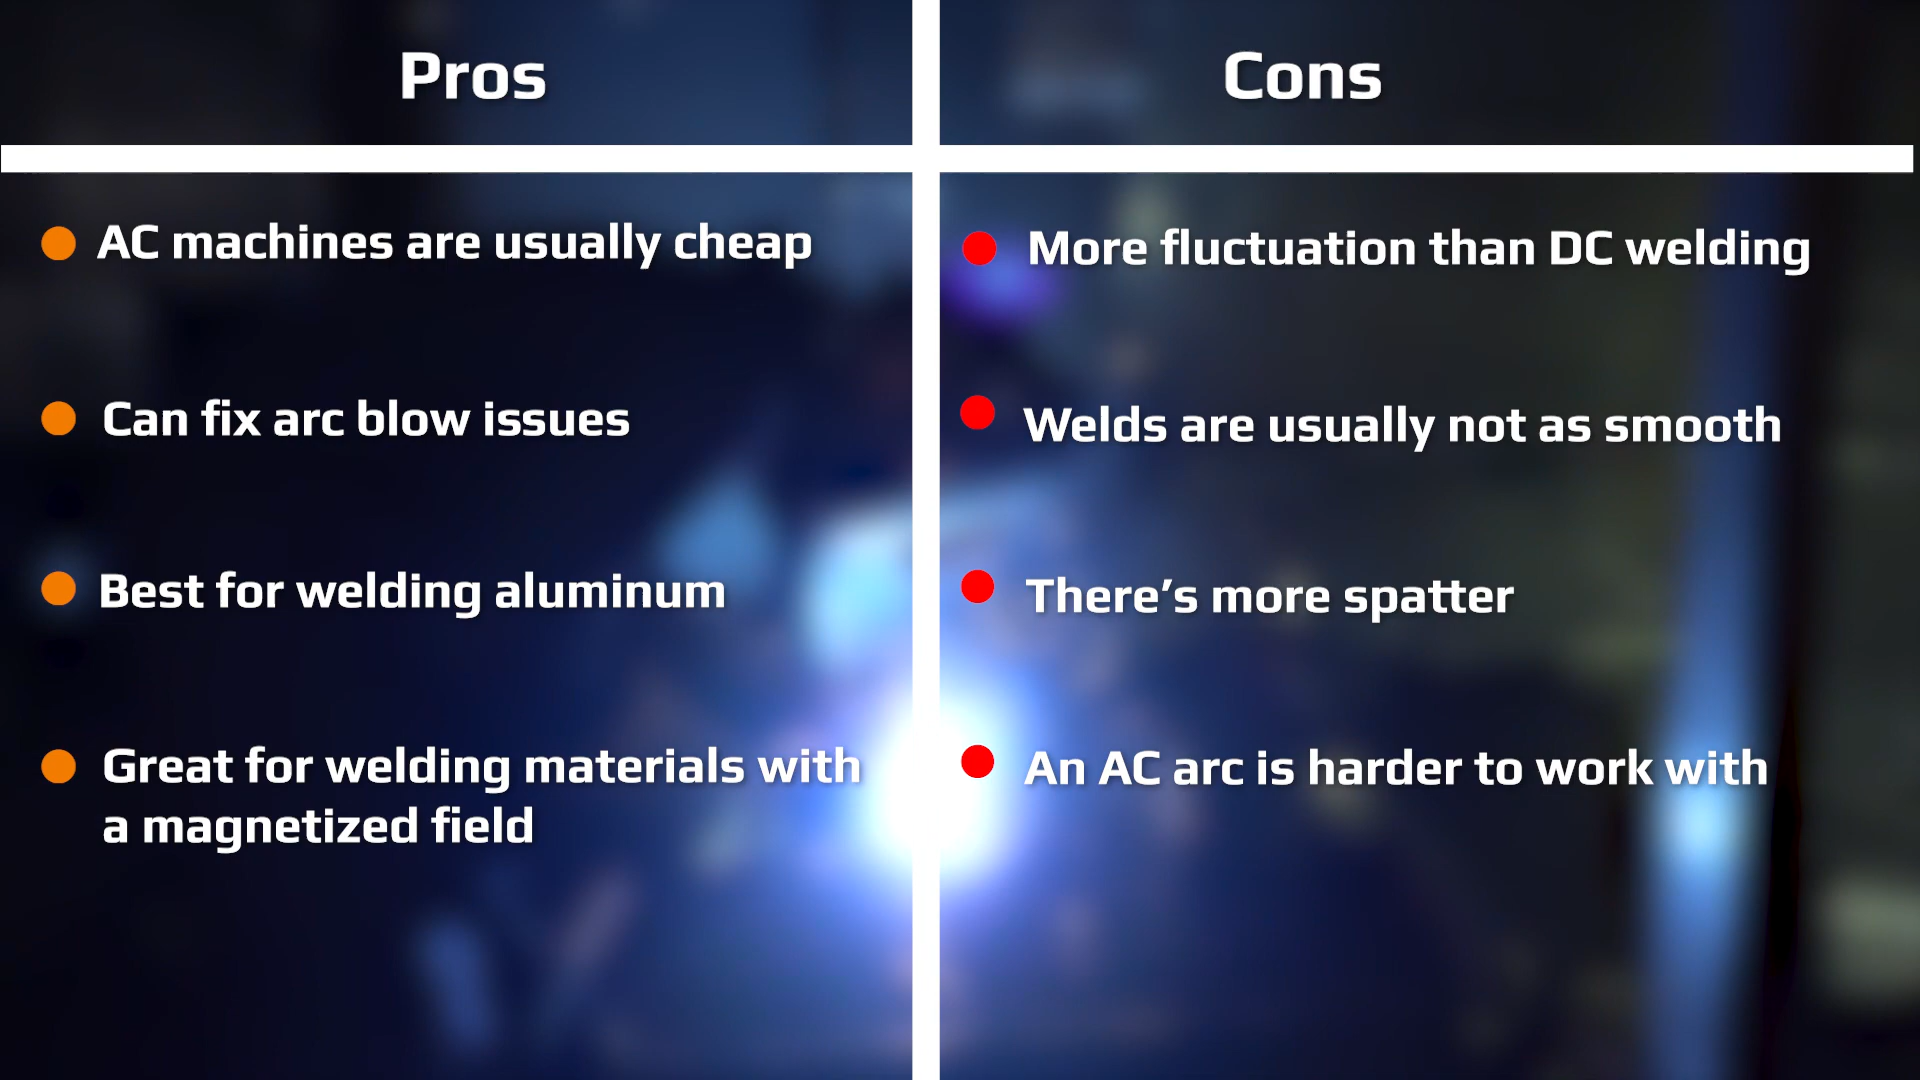 Pros
Cons
AC machines are usually cheap
Can fix arc blow issues
Best for welding aluminum
Great for welding materials with
a magnetized field
More fluctuation than DC welding
Welds are usually not as smooth
There’s more spatter
An AC arc is harder to work with